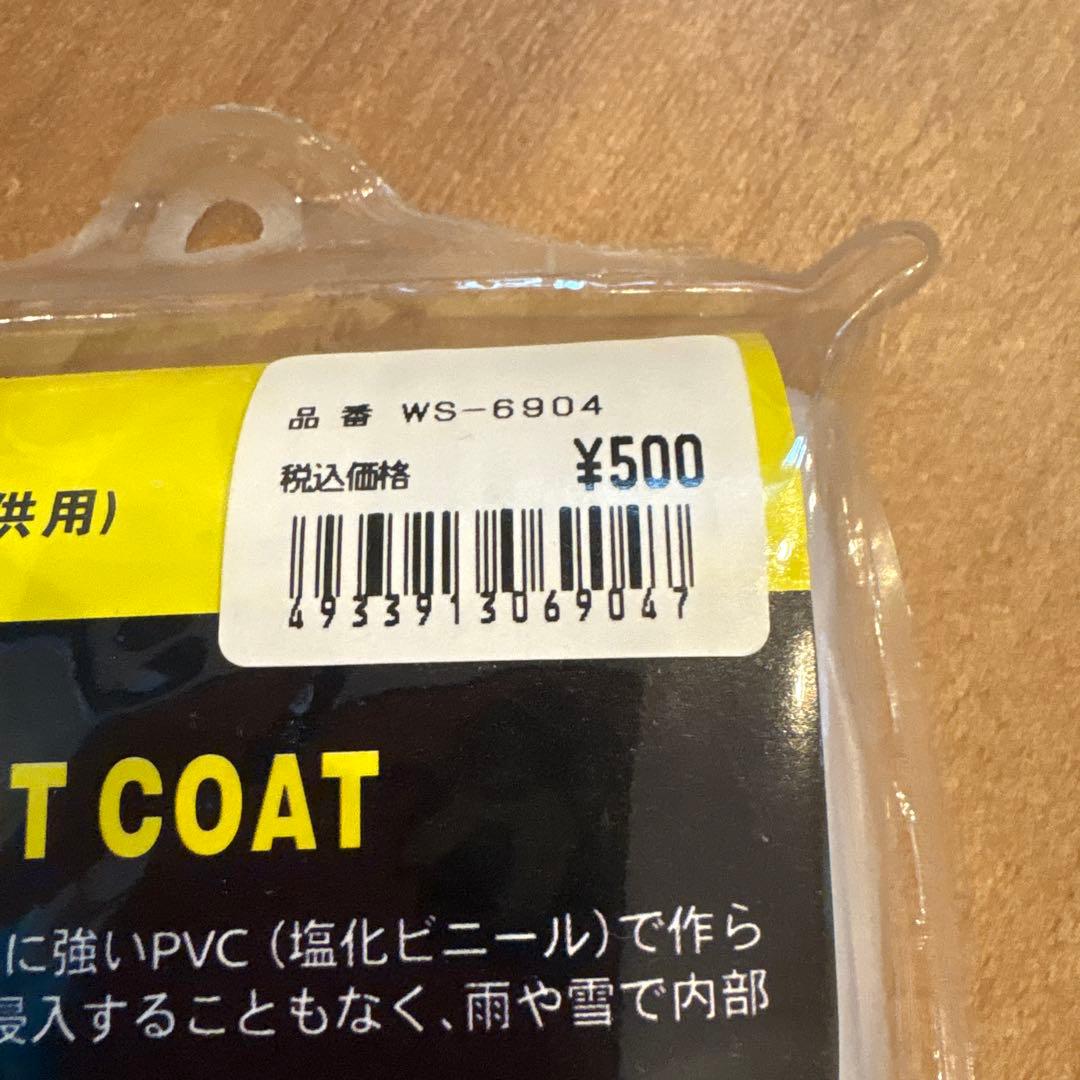 品番 WS-6904
税込価格 ¥500
4933913069047
供用)
T COAT
に強いPVC(塩化ビニール)で作ら
浸入することもなく、雨や雪で内部